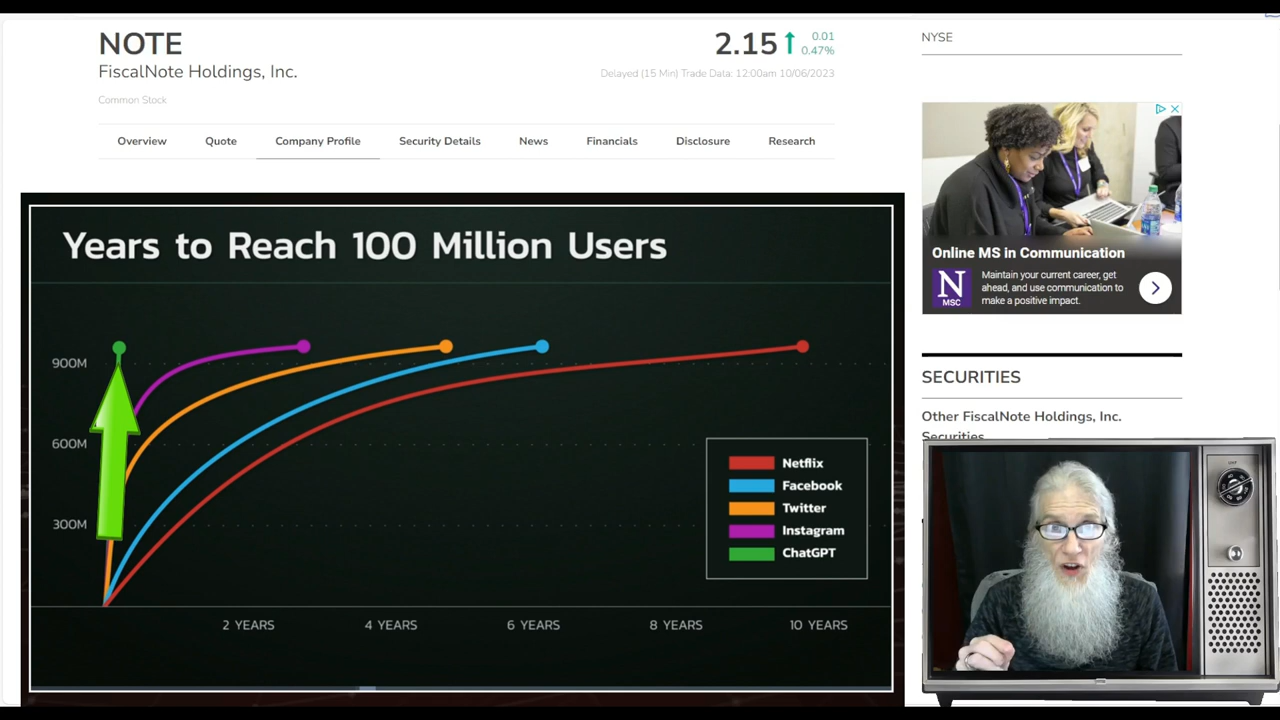 NOTE
FiscalNote Holdings, Inc.
Common Stock
2.15
0.01
0.47%
Delayed (15 Min) Trade Data: 12:00am 10/06/2023
Overview Quote Company Profile Security Details News Financials Disclosure Research
Years to Reach 100 Million Users
900M
600M
300M
2 YEARS 4 YEARS 6 YEARS 8 YEARS 10 YEARS
Netflix
Facebook
Twitter
Instagram
ChatGPT
NYSE
Online MS in Communication
N
MSC
Maintain your current career, get
ahead, and use communication to
make a positive impact.
SECURITIES
Other FiscalNote Holdings, Inc.
Securities